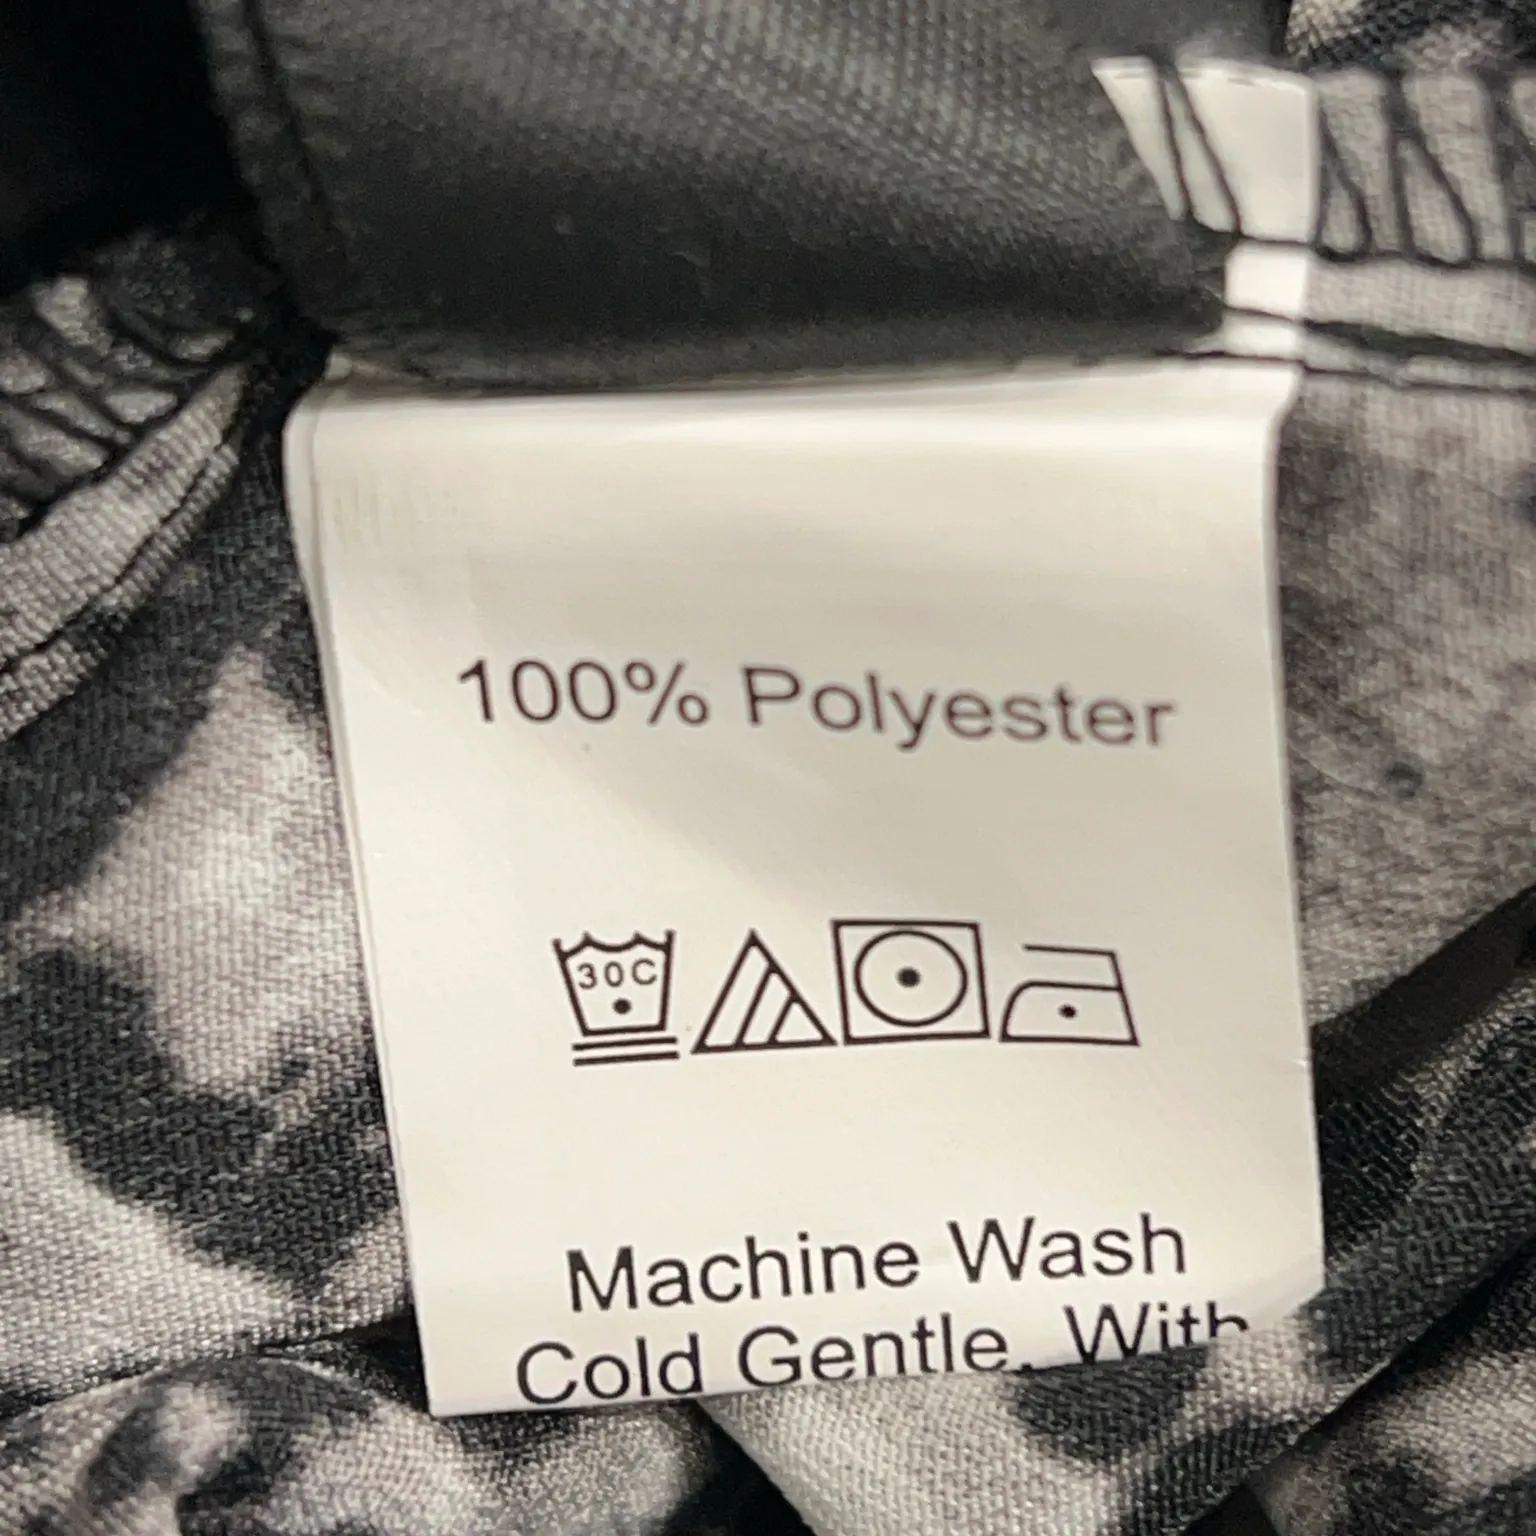 100% Polyester
30C
Machine Wash
Cold Gentle, With